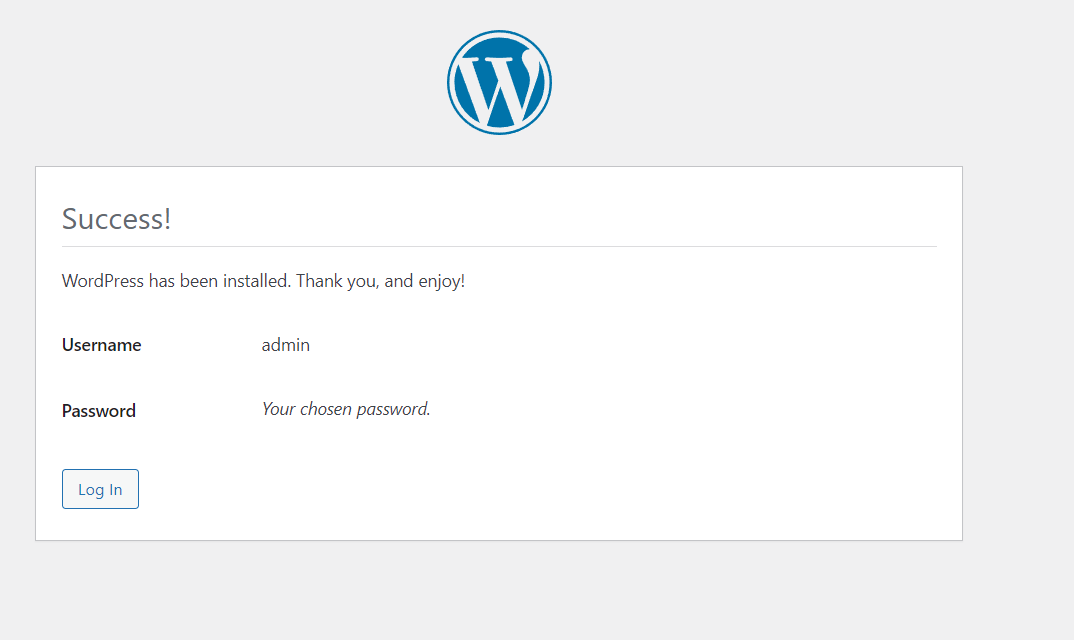 Success!
WordPress has been installed. Thank you, and enjoy!
Username admin
Password Your chosen password.
Log In